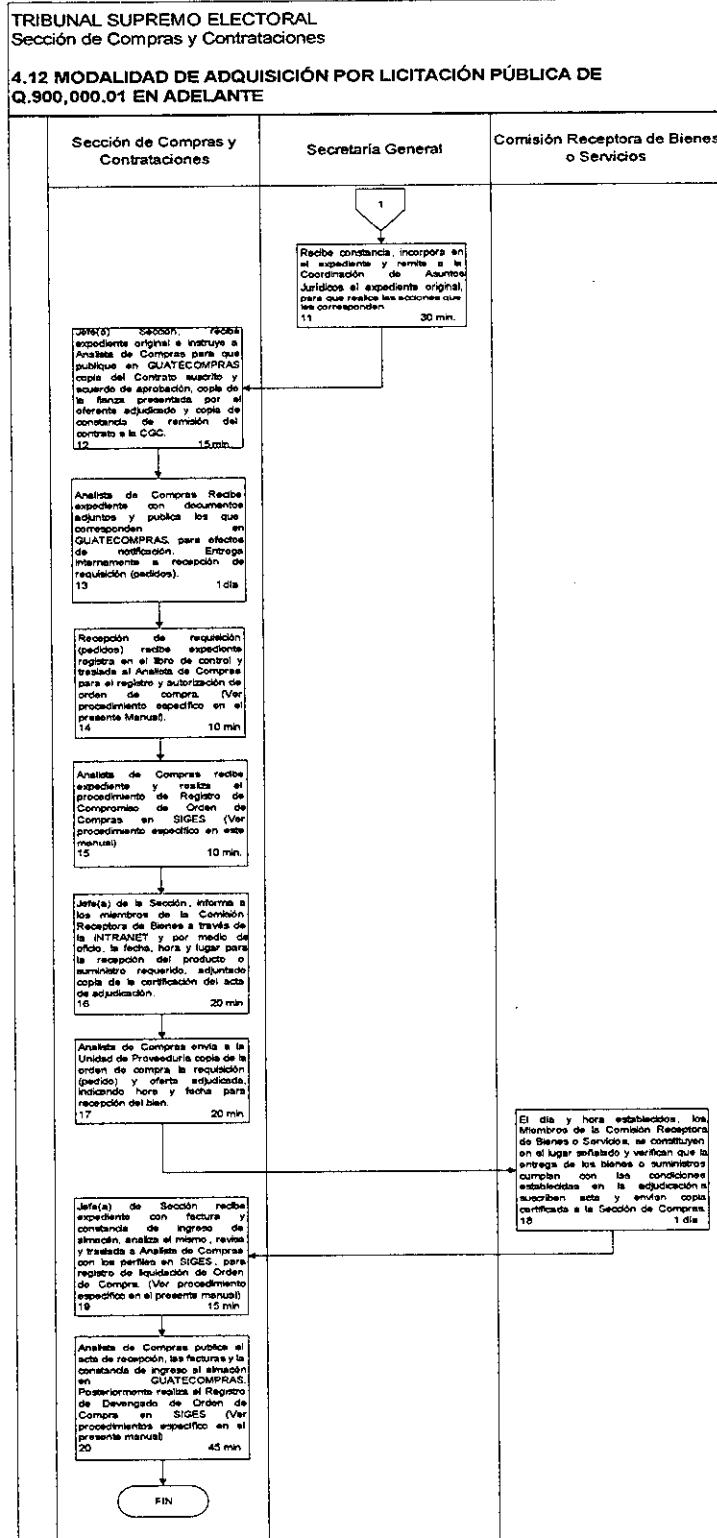 TRIBUNAL SUPREMO ELECTORAL
Sección de Compras y Contrataciones
4.12 MODALIDAD DE ADQUISICIÓN POR LICITACIÓN PÚBLICA DE
Q.900,000.01 EN ADELANTE
Sección de Compras y
Contrataciones
Secretaría General
Comisión Receptora de Bienes
o Servicios
1
Recibe constancia, incorpora en
el expediente y remite a la
Coordinación de Asuntos
Jurídicos el expediente original,
para que realice las acciones que
les corresponden
11 30 min.
Jefe(a) Sección, recibe
expediente original e instruye a
Analista de Compras para que
publique en GUATECOMPRAS
copia del Contrato suscrito y
acuerdo de aprobación, copia de
la fianza presentada por el
oferente adjudicado y copia de
constancia de remisión del
contrato a la CGC.
12 15 min.
Analista de Compras Recibe
expediente con documentos
adjuntos y publica los que
corresponden en
GUATECOMPRAS, para efectos
de notificación. Entrega
internamente a recepción de
requisición (pedidos).
13 1 día
Recepción de requisición
(pedidos) recibe expediente
registra en el libro de control y
traslada al Analista de Compras
para el registro y autorización de
orden de compra. (Ver
procedimiento específico en el
presente Manual).
14 10 min
Analista de Compras recibe
expediente y realiza el
procedimiento de Registro de
Compromiso de Orden de
Compras en SIGES (Ver
procedimiento específico en este
manual)
15 10 min.
Jefe(a) de la Sección, informa a
los miembros de la Comisión
Receptora de Bienes a través de
la INTRANET y por medio de
oficio, la fecha, hora y lugar para
la recepción del producto o
suministro requerido, adjuntado
copia de la certificación del acta
de adjudicación.
16 20 min
Analista de Compras envía a la
Unidad de Proveeduría copia de la
orden de compra la requisición
(pedido) y oferta adjudicada,
indicando hora y fecha para
recepción del bien.
17 20 min
El día y hora establecidos, los
Miembros de la Comisión Receptora
de Bienes o Servicios, se constituyen
en el lugar señalado y verifican que la
entrega de los bienes o suministros
cumplan con las condiciones
establecidas en la adjudicación
suscriben acta y envían copia
certificada a la Sección de Compras
18 1 día
Jefe(a) de Sección recibe
expediente con factura y
constancia de ingreso de
almacén, analiza el mismo, revisa
y traslada a Analista de Compras
con los perfiles en SIGES, para
registro de liquidación de Orden
de Compra. (Ver procedimiento
específico en el presente manual)
19 15 min
Analista de Compras publica el
acta de recepción, las facturas y la
constancia de ingreso al almacén
en GUATECOMPRAS.
Posteriormente realiza el Registro
de Devengado de Orden de
Compra en SIGES (Ver
procedimientos específico en el
presente manual)
20 45 min
FIN